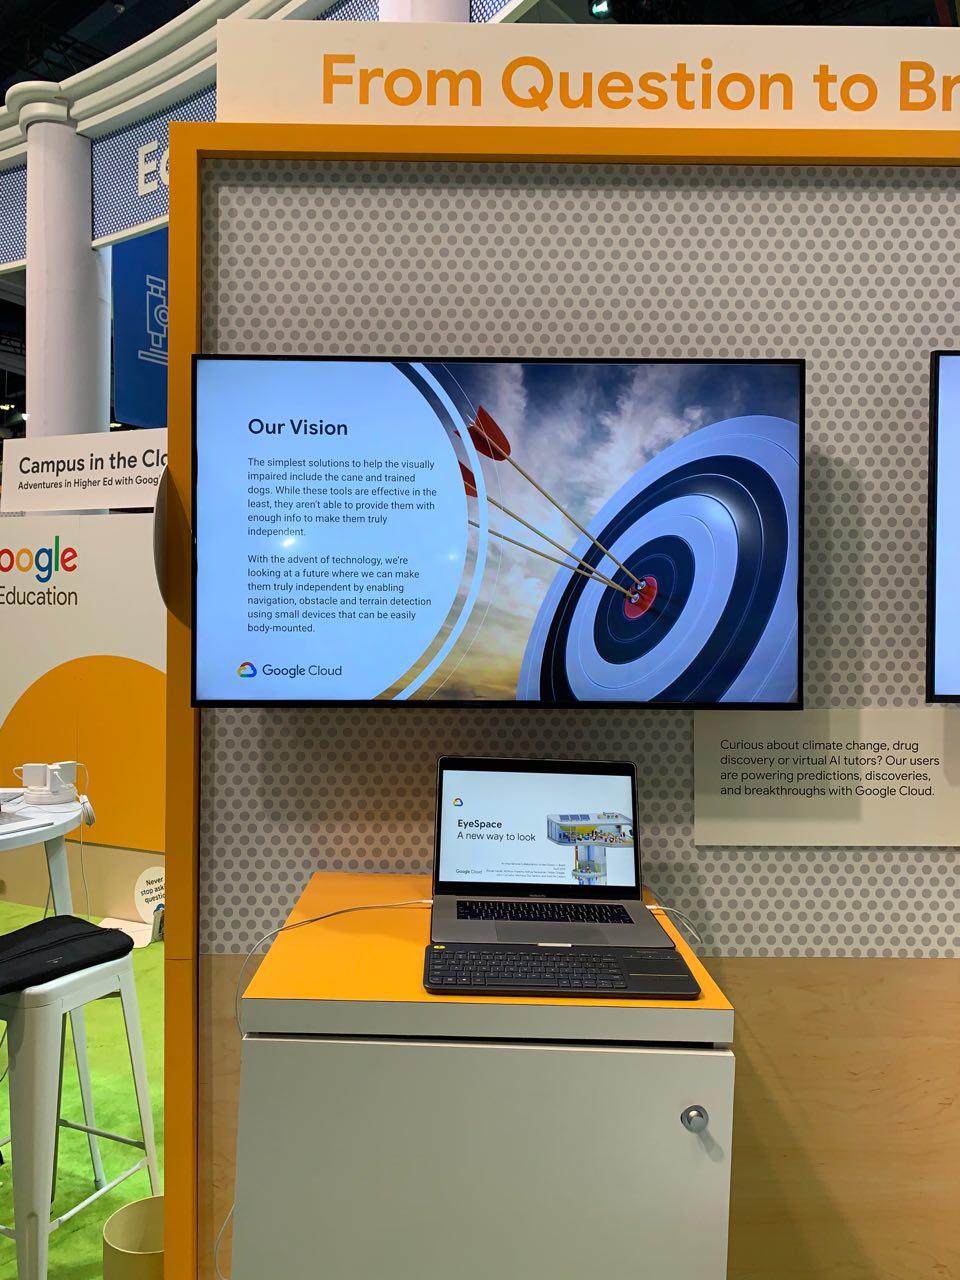 From Question to Br
EC
Campus in the Clo
Adventures in Higher Ed with Goog
oogle
Education
Our Vision
The simplest solutions to help the visually
impaired include the cane and trained
dogs. While these tools are effective in the
least, they aren't able to provide them with
enough info to make them truly
independent.
With the advent of technology, we're
looking at a future where we can make
them truly independent by enabling
navigation, obstacle and terrain detection
using small devices that can be easily
body-mounted.
Google Cloud
Curious about climate change, drug
discovery or virtual AI tutors? Our users
are powering predictions, discoveries,
and breakthroughs with Google Cloud.
EyeSpace
A new way to look
Google Cloud
Never
stop ask
questio